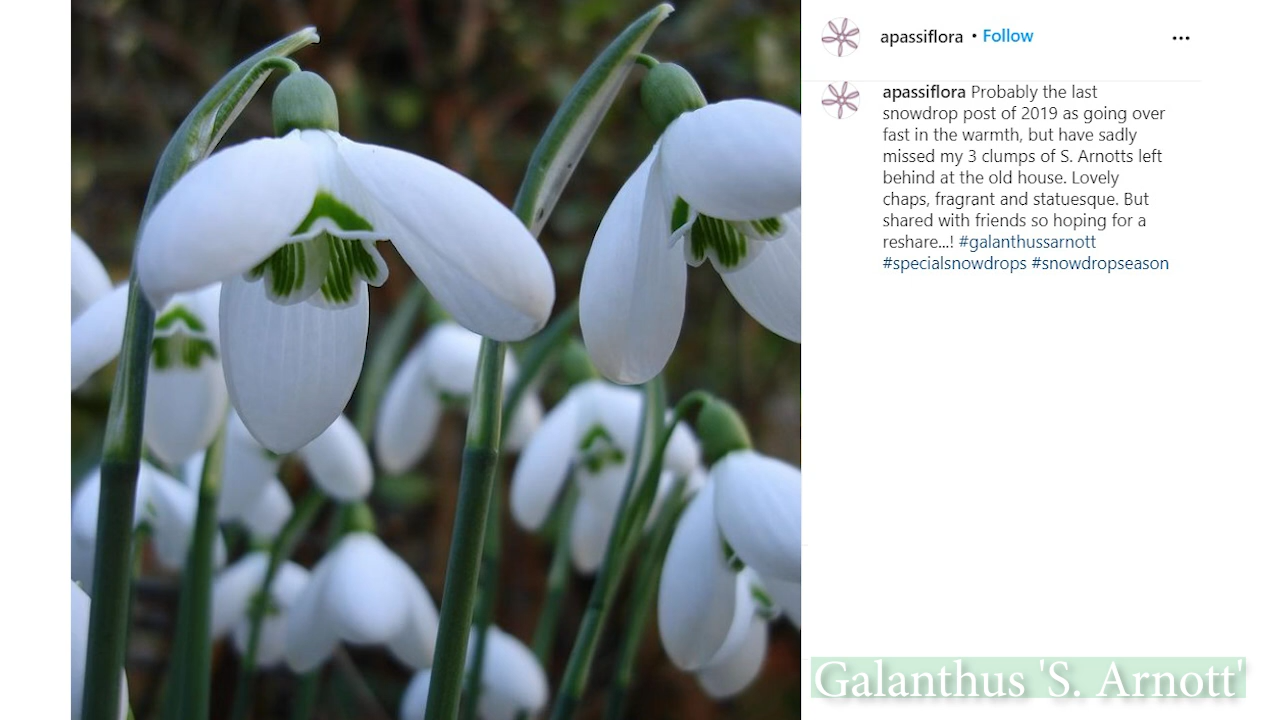 apassiflora • Follow
...
apassiflora Probably the last
snowdrop post of 2019 as going over
fast in the warmth, but have sadly
missed my 3 clumps of S. Arnotts left
behind at the old house. Lovely
chaps, fragrant and statuesque. But
shared with friends so hoping for a
reshare...! #galanthussarnott
#specialsnowdrops #snowdropseason
Galanthus 'S. Arnott'